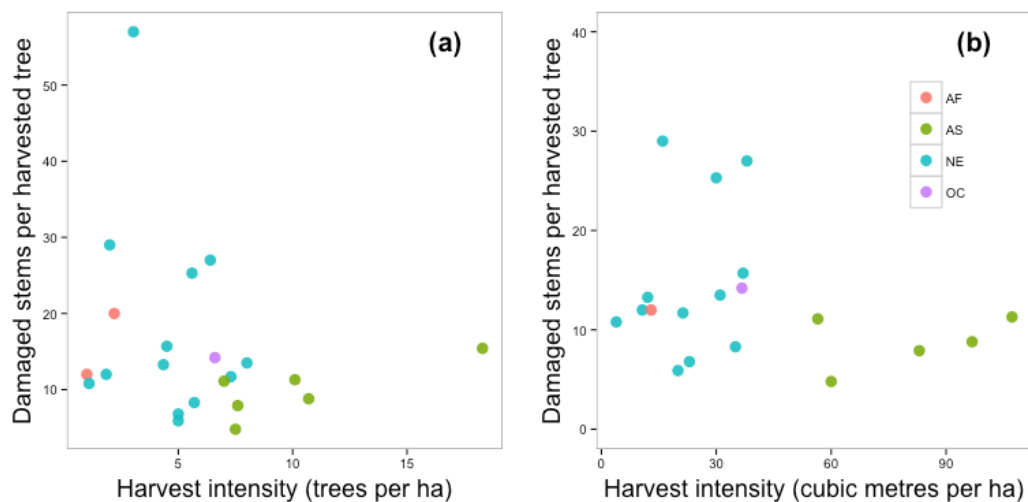 (a)
Damaged stems per harvested tree
50
40
30
20
10
5
10
15
Harvest intensity (trees per ha)
(b)
Damaged stems per harvested tree
40
30
20
10
0
AF
AS
NE
OC
0
30
60
90
Harvest intensity (cubic metres per ha)